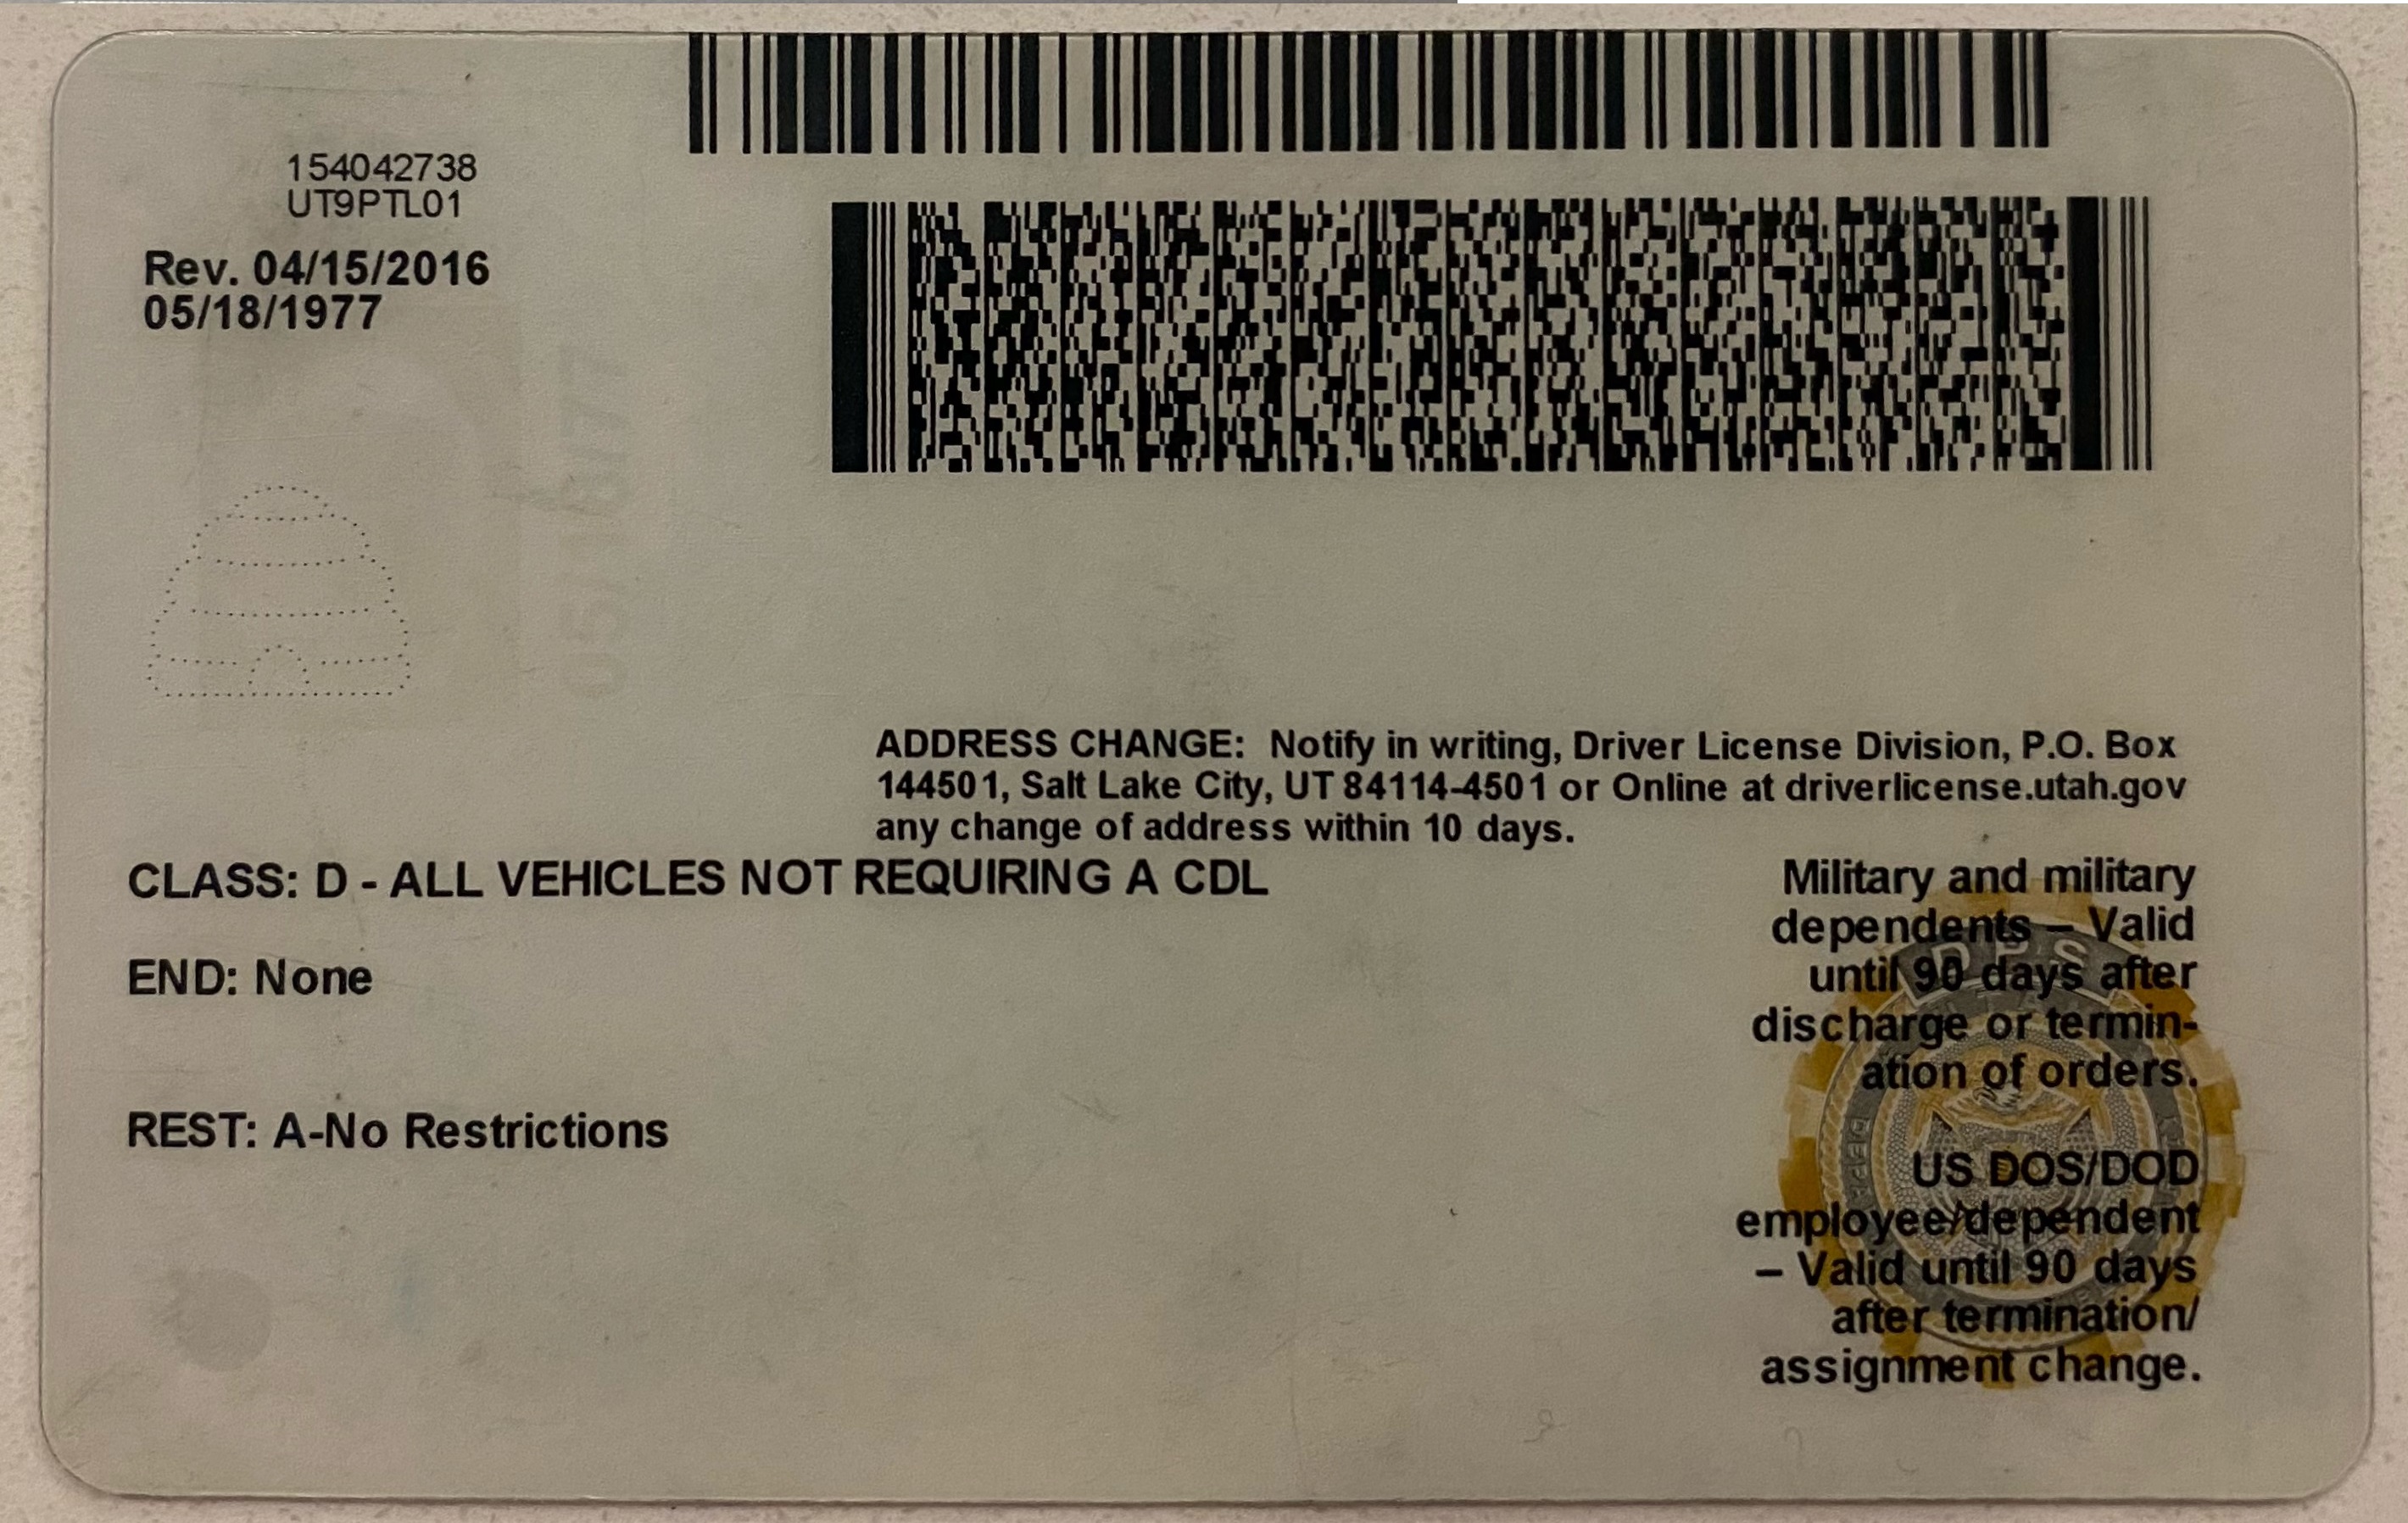 154042738
UT9PTL01
Rev. 04/15/2016
05/18/1977
ADDRESS CHANGE: Notify in writing, Driver License Division, P.O. Box
144501, Salt Lake City, UT 84114-4501 or Online at driverlicense.utah.gov
any change of address within 10 days.
CLASS: D - ALL VEHICLES NOT REQUIRING A CDL
END: None
REST: A-No Restrictions
Military and military
dependents – Valid
until 90 days after
discharge or termin-
ation of orders.
US DOS/DOD
employee/dependent
– Valid until 90 days
after termination/
assignment change.
DPS